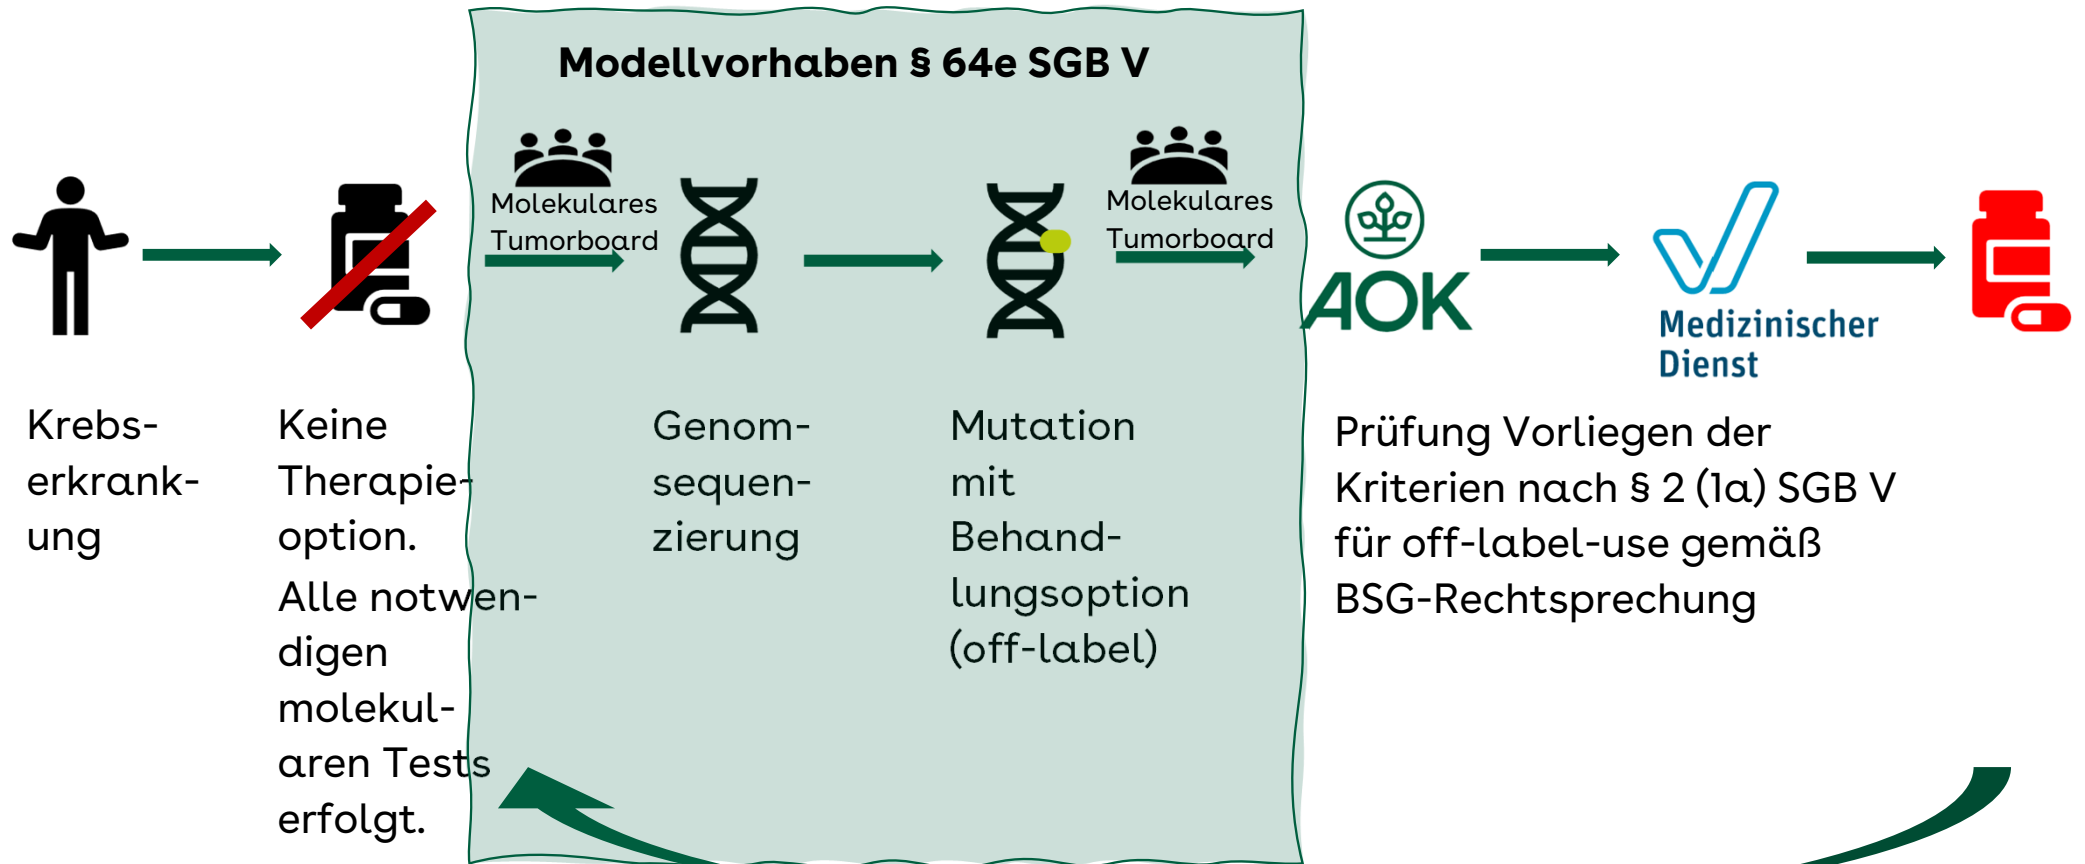 Modellvorhaben § 64e SGB V
Molekulares
Tumorboard
Molekulares
Tumorboard
AOK
Medizinischer
Dienst
Krebs-
erkrank-
ung
Keine
Therapie-
option.
Alle notwen-
digen
molekul-
aren Tests
erfolgt.
Genom-
sequen-
zierung
Mutation
mit
Behand-
lungsoption
(off-label)
Prüfung Vorliegen der
Kriterien nach § 2 (1a) SGB V
für off-label-use gemäß
BSG-Rechtsprechung